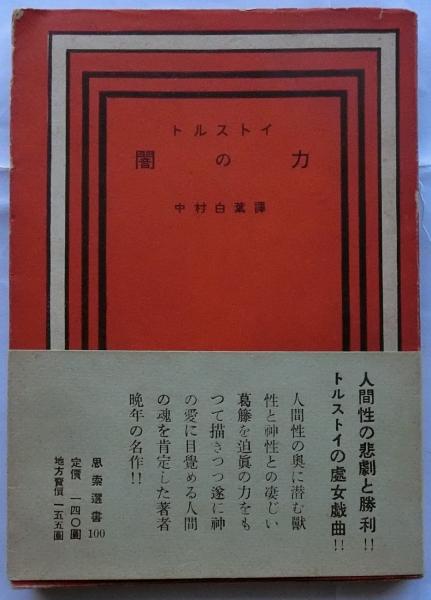 トルストイ
闇の力
中村白葉譯
人間性の悲劇と勝利!!
トルストイの處女戯曲!!
人間性の奥に潜む獣
性と神性との凄じい
葛籐を迫眞の力をも
つて描きつつ遂に神
の愛に目覺める人間
の魂を肯定した著者
晩年の名作!!
思索選書100
定價 一四〇圓
地方賣價 一五五圓